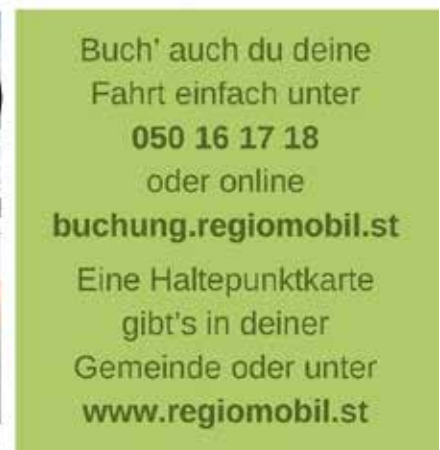 Buch' auch du deine
Fahrt einfach unter
050 16 17 18
oder online
buchung.regiomobil.st
Eine Haltepunktkarte
gibt's in deiner
Gemeinde oder unter
www.regiomobil.st